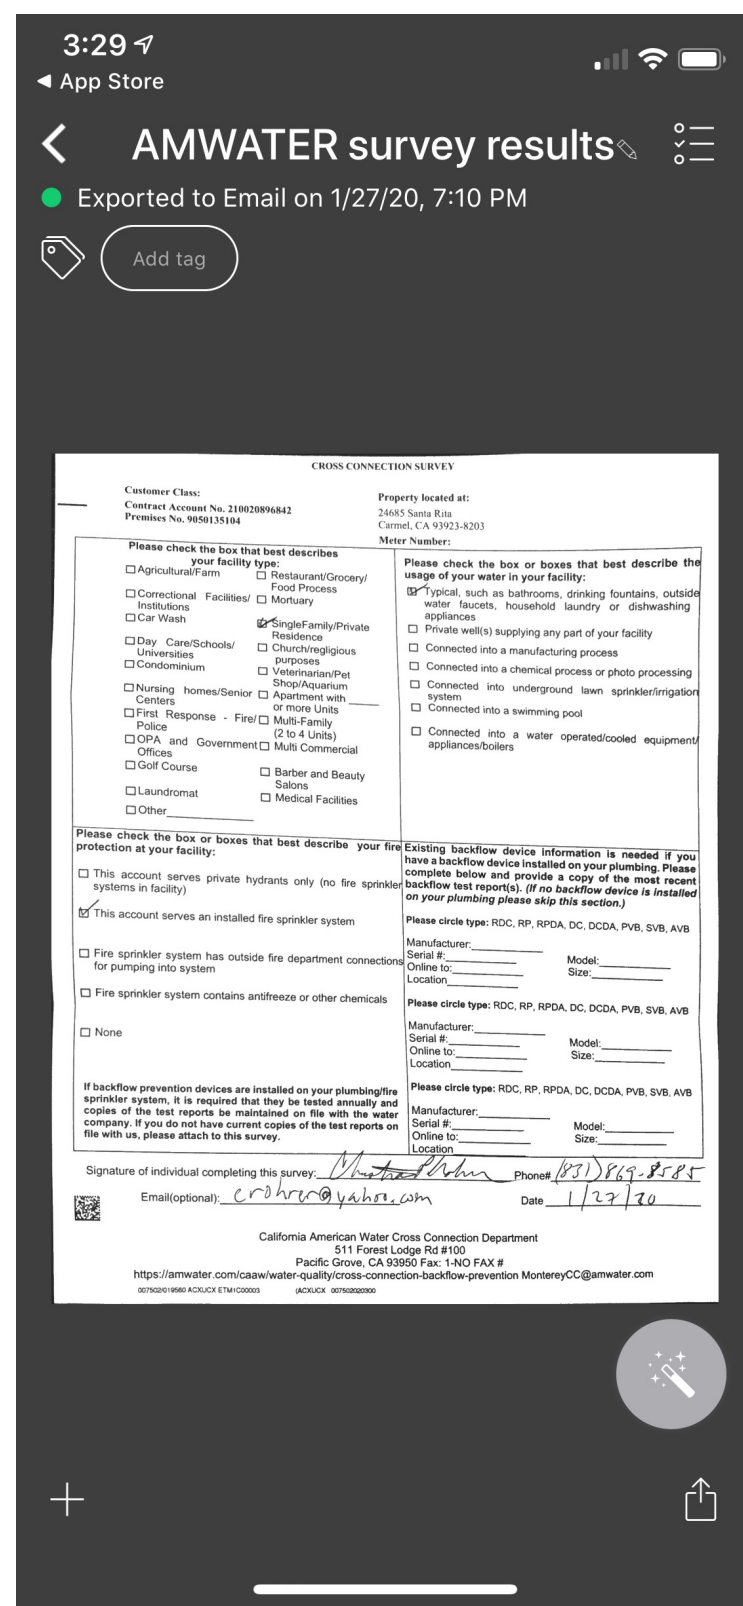 3:29
App Store
AMWATER survey results
Exported to Email on 1/27/20, 7:10 PM
Add tag
CROSS CONNECTION SURVEY
Customer Class:
Contract Account No. 210020896842
Premises No. 9050135104
Property located at:
24685 Santa Rita
Carmel, CA 93923-8203
Meter Number:
Please check the box that best describes
your facility type:
Agricultural/Farm
Restaurant/Grocery/
Food Process
Correctional Facilities/
Institutions
Mortuary
Car Wash
SingleFamily/Private
Residence
Day Care/Schools/
Universities
Church/regligious
purposes
Condominium
Veterinarian/Pet
Shop/Aquarium
Nursing homes/Senior
Centers
Apartment with _____
or more Units
First Response - Fire/
Police
Multi-Family
(2 to 4 Units)
OPA and Government
Offices
Multi Commercial
Golf Course
Barber and Beauty
Salons
Laundromat
Medical Facilities
Other
Please check the box or boxes that best describe the
usage of your water in your facility:
Typical, such as bathrooms, drinking fountains, outside
water faucets, household laundry or dishwashing
appliances
Private well(s) supplying any part of your facility
Connected into a manufacturing process
Connected into a chemical process or photo processing
Connected into underground lawn sprinkler/irrigation
system
Connected into a swimming pool
Connected into a water operated/cooled equipment/
appliances/boilers
Please check the box or boxes that best describe your fire
protection at your facility:
This account serves private hydrants only (no fire sprinkler
systems in facility)
This account serves an installed fire sprinkler system
Fire sprinkler system has outside fire department connections
for pumping into system
Fire sprinkler system contains antifreeze or other chemicals
None
If backflow prevention devices are installed on your plumbing/fire
sprinkler system, it is required that they be tested annually and
copies of the test reports be maintained on file with the water
company. If you do not have current copies of the test reports on
file with us, please attach to this survey.
Existing backflow device information is needed if you
have a backflow device installed on your plumbing. Please
complete below and provide a copy of the most recent
backflow test report(s). (If no backflow device is installed
on your plumbing please skip this section.)
Please circle type: RDC, RP, RPDA, DC, DCDA, PVB, SVB, AVB
Manufacturer:
Serial #: Model:
Online to: Size:
Location
Please circle type: RDC, RP, RPDA, DC, DCDA, PVB, SVB, AVB
Manufacturer:
Serial #: Model:
Online to: Size:
Location
Please circle type: RDC, RP, RPDA, DC, DCDA, PVB, SVB, AVB
Manufacturer:
Serial #: Model:
Online to: Size:
Location
Signature of individual completing this survey: Phone# (831)869-8585
Email(optional): crohrer@yahoo.com Date 1/27/20
California American Water Cross Connection Department
511 Forest Lodge Rd #100
Pacific Grove, CA 93950 Fax: 1-NO FAX #
https://amwater.com/caaw/water-quality/cross-connection-backflow-prevention MontereyCC@amwater.com
007502/019560 ACXUCX ETM1C00003 (ACXUCX 007502020300